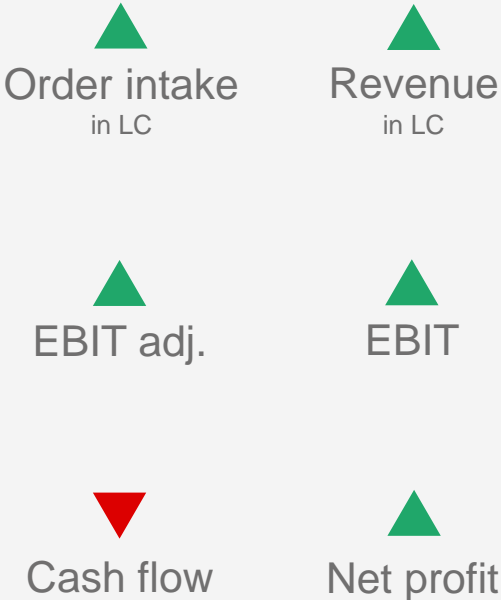 Order intake
in LC
Revenue
in LC
EBIT adj.
EBIT
Cash flow
Net profit